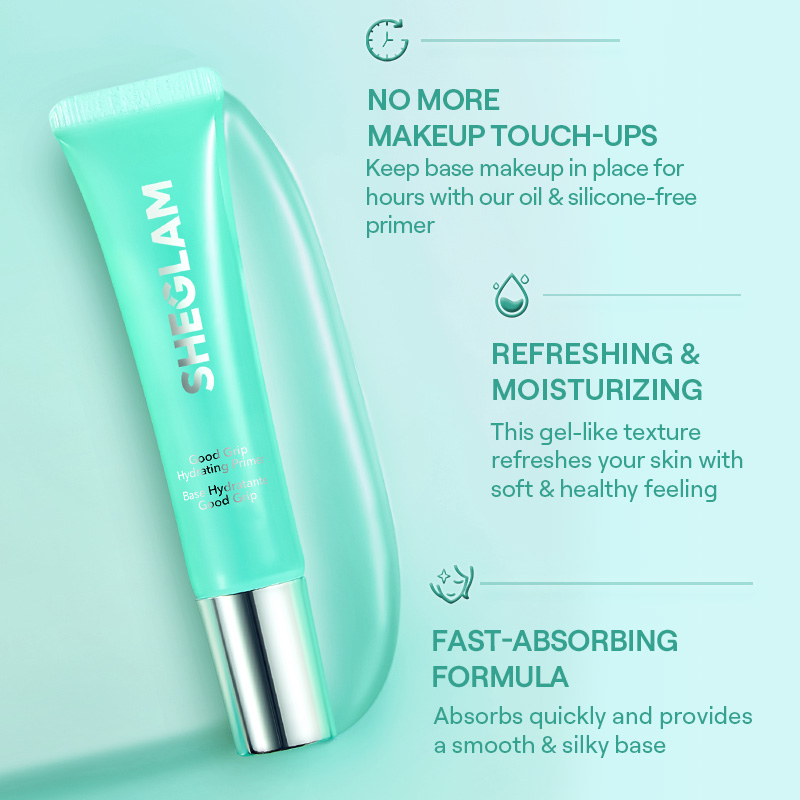 SHEGLAM
Good Grip
Hydrating Primer
Base Hydratante
Good Grip
NO MORE
MAKEUP TOUCH-UPS
Keep base makeup in place for
hours with our oil & silicone-free
primer
REFRESHING &
MOISTURIZING
This gel-like texture
refreshes your skin with
soft & healthy feeling
FAST-ABSORBING
FORMULA
Absorbs quickly and provides
a smooth & silky base